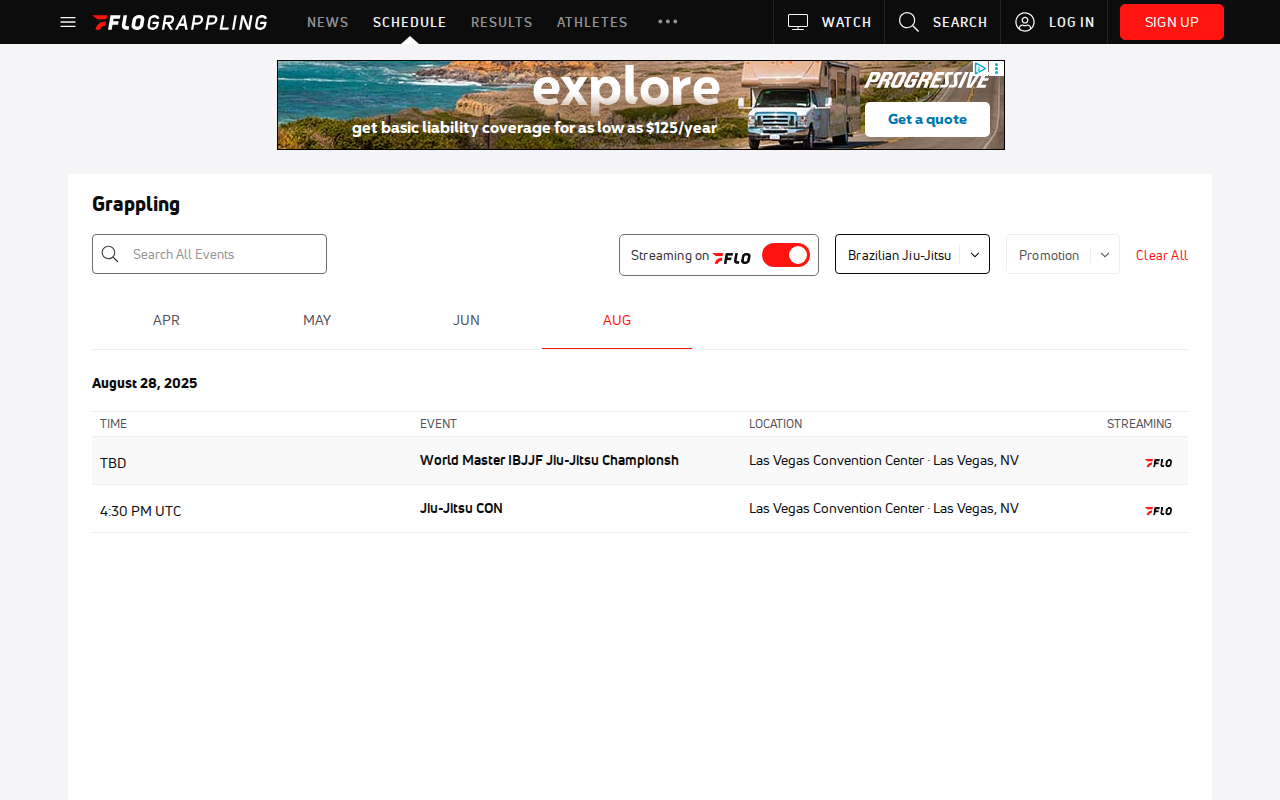 FLOGRAPPLING NEWS SCHEDULE RESULTS ATHLETES WATCH SEARCH LOG IN SIGN UP
explore
get basic liability coverage for as low as $125/year
PROGRESSIVE
Get a quote
Grappling
Search All Events
Streaming on FLO
Brazilian Jiu-Jitsu
Promotion
Clear All
APR MAY JUN AUG
August 28, 2025
TIME EVENT LOCATION STREAMING
TBD World Master IBJJF Jiu-Jitsu Championsh Las Vegas Convention Center · Las Vegas, NV FLO
4:30 PM UTC Jiu-Jitsu CON Las Vegas Convention Center · Las Vegas, NV FLO